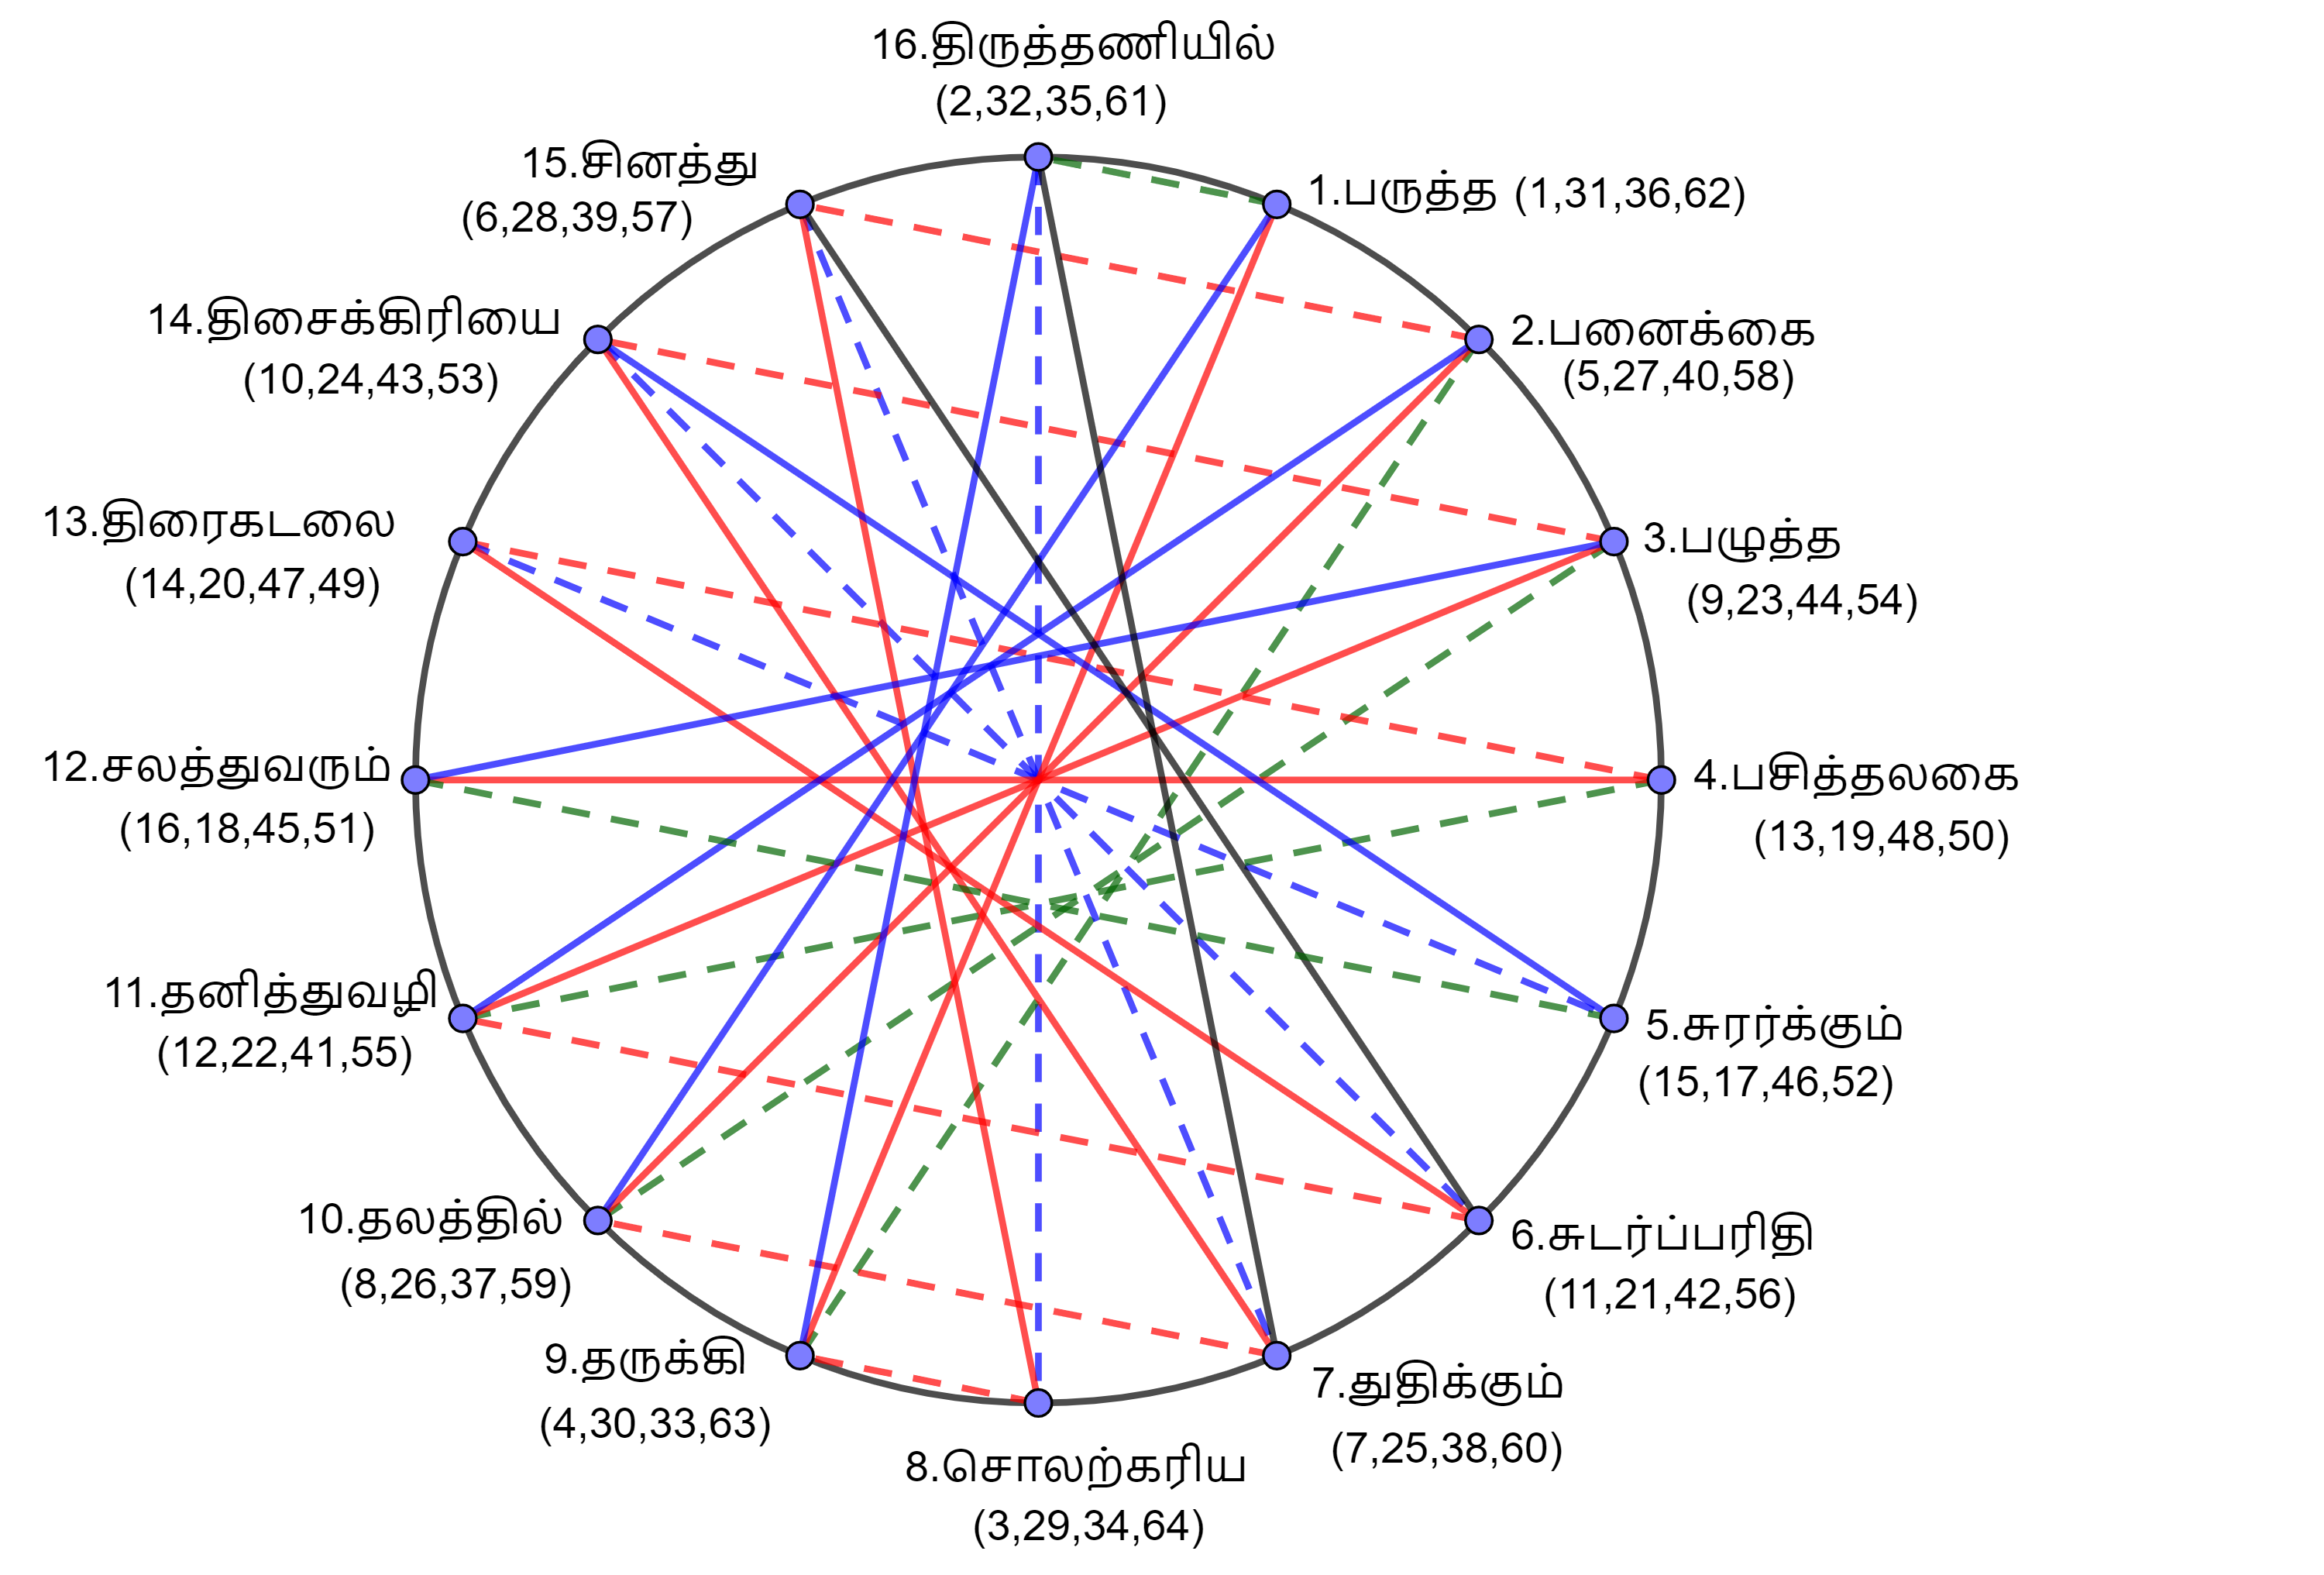 16.திருத்தணியில்
(2,32,35,61)
1.பருத்த (1,31,36,62)
2.பனைக்கை
(5,27,40,58)
3.பழுத்த
(9,23,44,54)
4.பசித்தலகை
(13,19,48,50)
5.சுரர்க்கும்
(15,17,46,52)
6.சுடர்ப்பரிதி
(11,21,42,56)
7.துதிக்கும்
(7,25,38,60)
8.சொலற்கரிய
(3,29,34,64)
9.தருக்கி
(4,30,33,63)
10.தலத்தில்
(8,26,37,59)
11.தனித்துவழி
(12,22,41,55)
12.சலத்துவரும்
(16,18,45,51)
13.திரைகடலை
(14,20,47,49)
14.திசைக்கிரியை
(10,24,43,53)
15.சினத்து
(6,28,39,57)